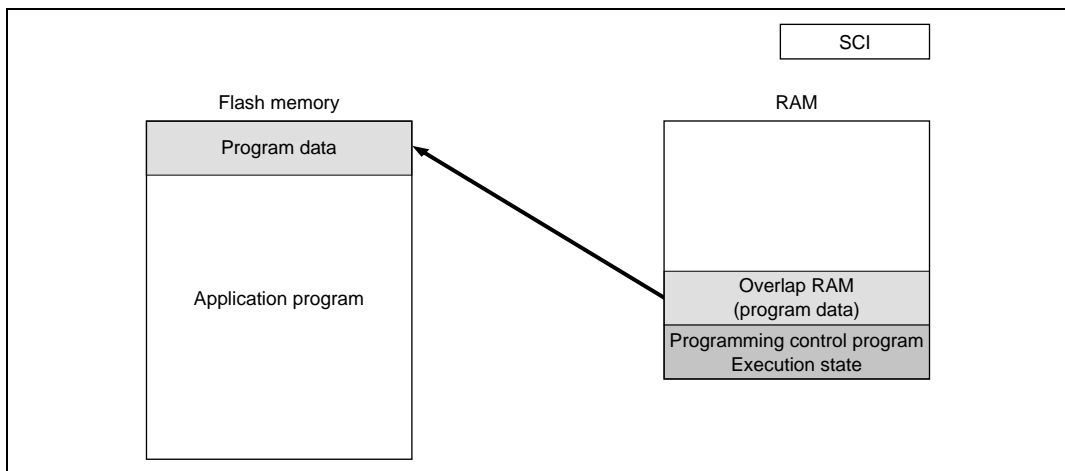 SCI
Flash memory
RAM
Program data
Application program
Overlap RAM
(program data)
Programming control program
Execution state